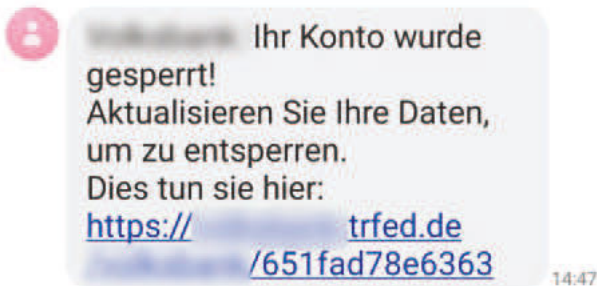 Ihr Konto wurde
gesperrt!
Aktualisieren Sie Ihre Daten,
um zu entsperren.
Dies tun sie hier:
https:// trfed.de
/651fad78e6363
14:47